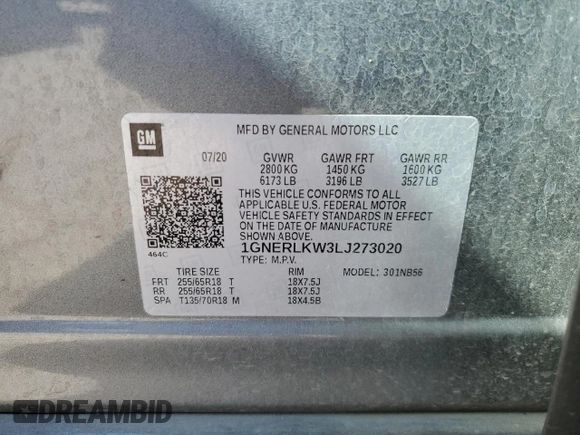 GM
MFD BY GENERAL MOTORS LLC
07/20 GVWR GAWR FRT GAWR RR
2800 KG 1450 KG 1600 KG
6173 LB 3196 LB 3527 LB
THIS VEHICLE CONFORMS TO ALL
APPLICABLE U.S. FEDERAL MOTOR
VEHICLE SAFETY STANDARDS IN EFFECT
ON THE DATE OF MANUFACTURE
SHOWN ABOVE.
464C
1GNERLKW3LJ273020
TYPE: M.P.V.
TIRE SIZE RIM MODEL: 301NB56
FRT 255/65R18 T 18X7.5J
RR 255/65R18 T 18X7.5J
SPA T135/70R18 M 18X4.5B
DREAMBID